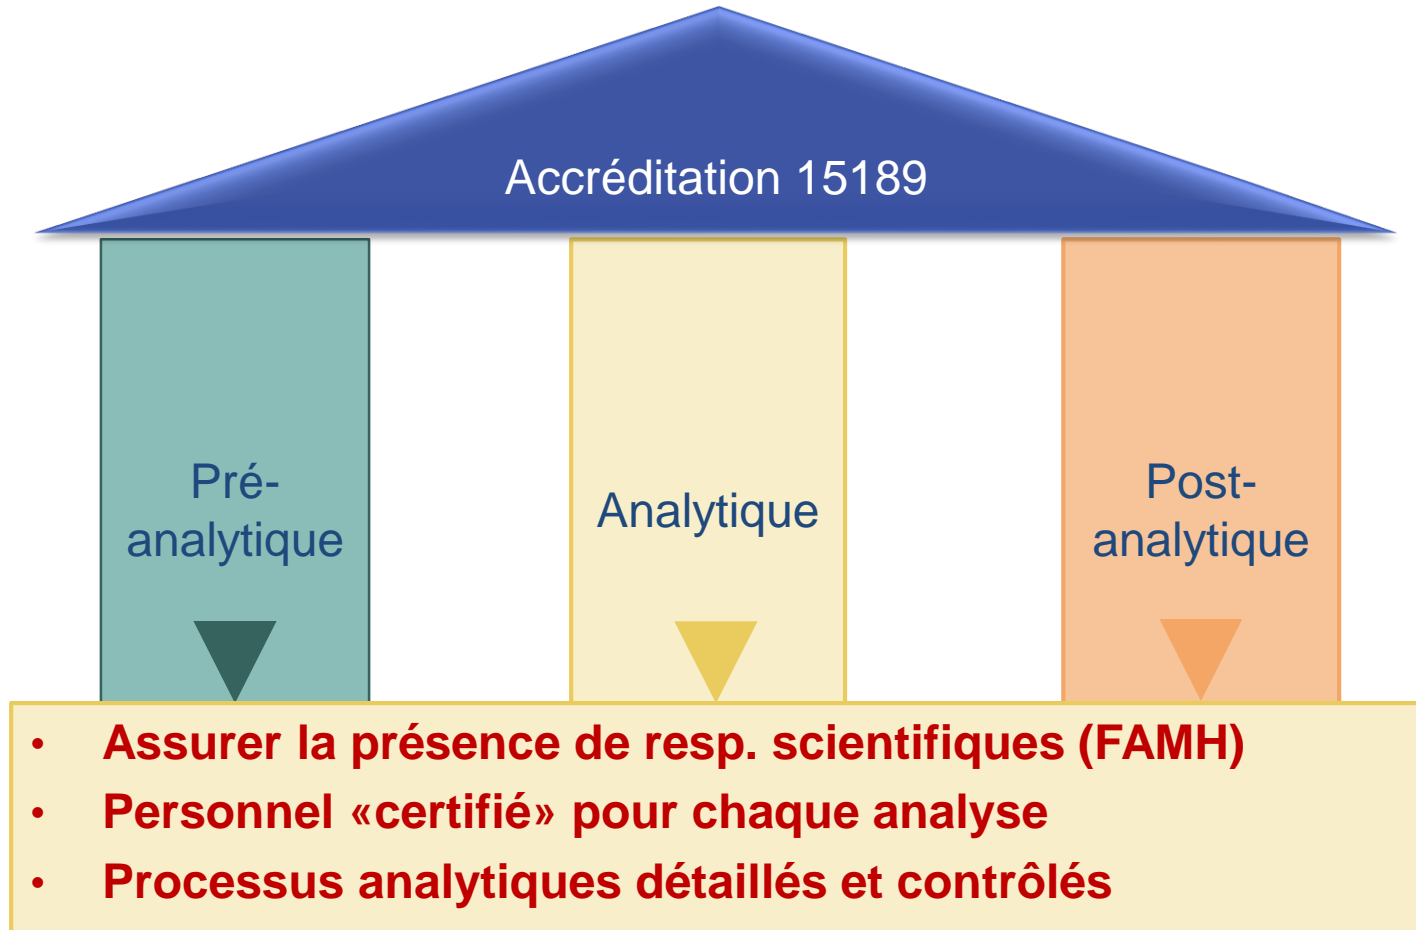 Accréditation 15189
Pré-
analytique
Analytique
Post-
analytique
• Assurer la présence de resp. scientifiques (FAMH)
• Personnel «certifié» pour chaque analyse
• Processus analytiques détaillés et contrôlés